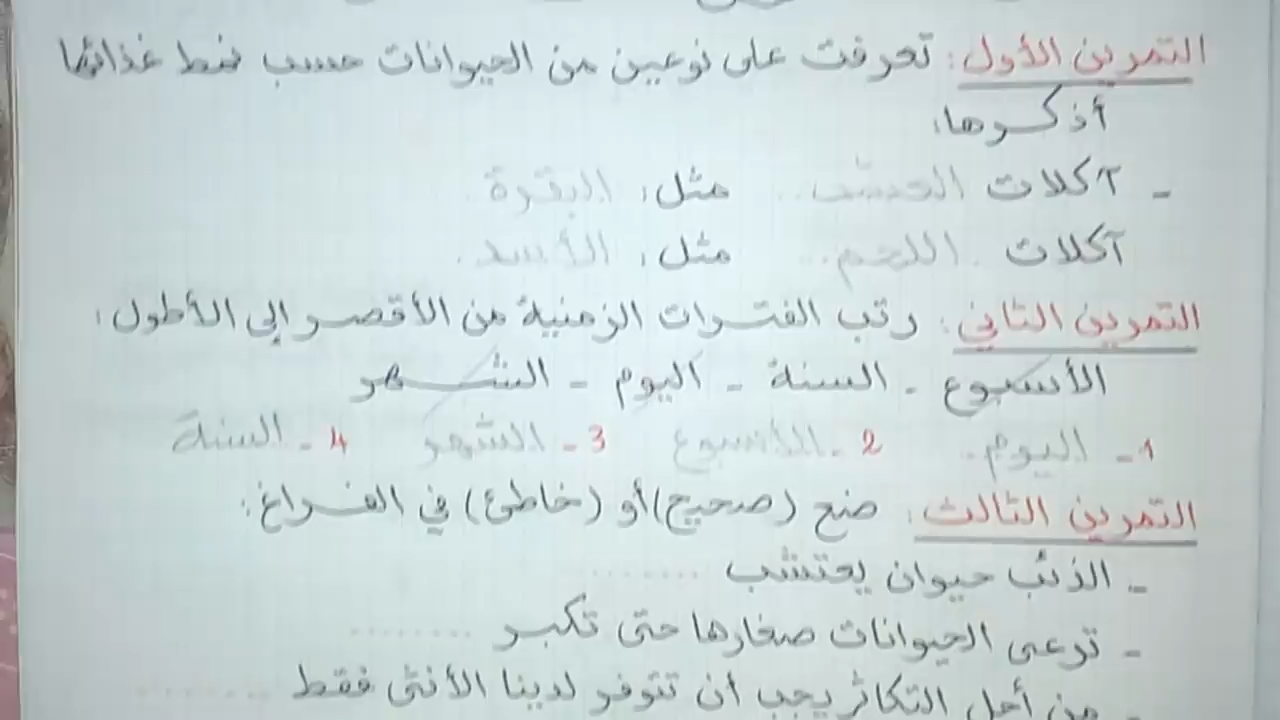 التمرين الأول: تعرفت على نوعين من الحيوانات حسب نمط غذائها
أذكرها:
- آكلات العشب.. مثل: البقرة.
آكلات .اللحم... مثل: الأسد.
التمرين الثاني: رتب الفترات الزمنية من الأقصر إلى الأطول:
الأسبوع - السنة - اليوم - الشهر
1- اليوم. 2- الأسبوع 3- الشهر 4- السنة
التمرين الثالث: ضع (صحيح) أو (خاطئ) في الفراغ:
- الذئب حيوان يعتشب ........
- ترعى الحيوانات صغارها حتى تكبر ........
- من أجل التكاثر يجب أن تتوفر لدينا الأنثى فقط ........